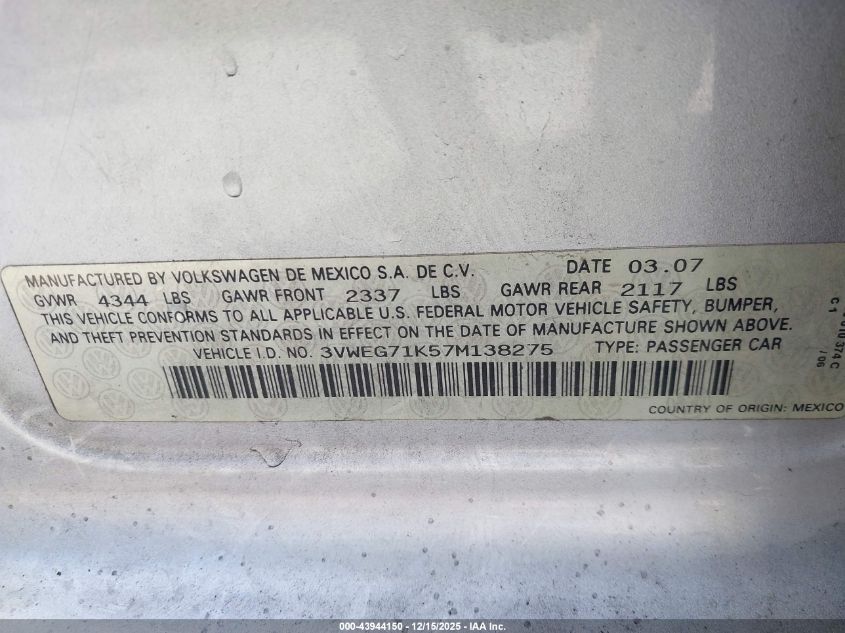 MANUFACTURED BY VOLKSWAGEN DE MEXICO S.A. DE C.V. DATE 03.07
GVWR 4344 LBS GAWR FRONT 2337 LBS GAWR REAR 2117 LBS
THIS VEHICLE CONFORMS TO ALL APPLICABLE U.S. FEDERAL MOTOR VEHICLE SAFETY, BUMPER,
AND THEFT PREVENTION STANDARDS IN EFFECT ON THE DATE OF MANUFACTURE SHOWN ABOVE.
VEHICLE I.D. NO. 3VWEG71K57M138275 TYPE: PASSENGER CAR
COUNTRY OF ORIGIN: MEXICO
374 C
C1
/06
000-43944150 - 12/15/2025 - IAA Inc.